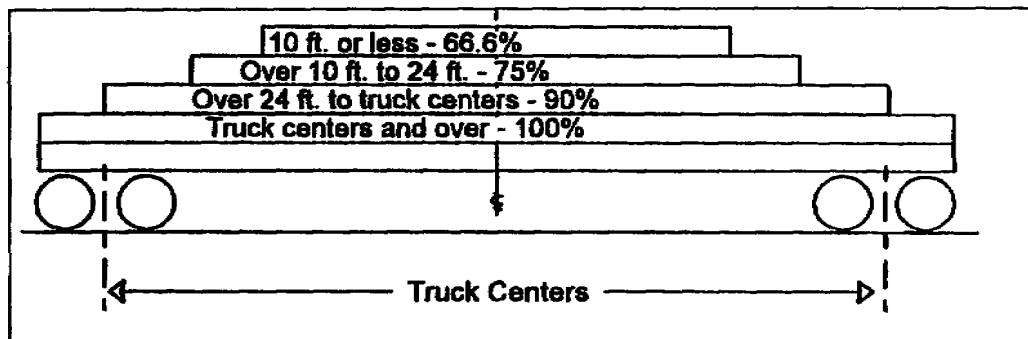 10 ft. or less - 66.6%
Over 10 ft. to 24 ft. - 75%
Over 24 ft. to truck centers - 90%
Truck centers and over - 100%
℄
Truck Centers